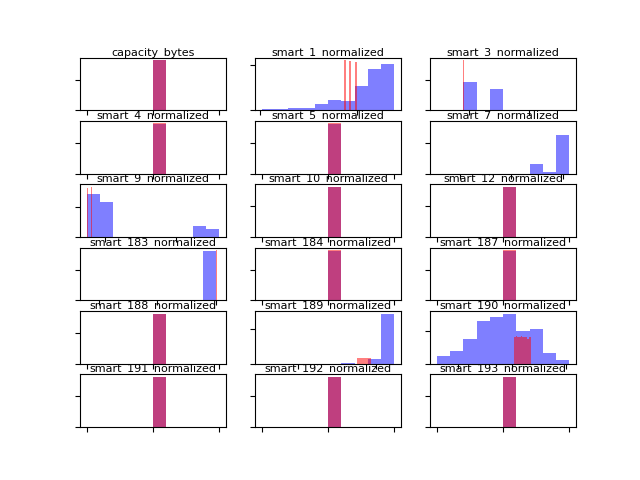 capacity_bytes
smart_1_normalized
smart_3_normalized
smart_4_normalized
smart_5_normalized
smart_7_normalized
smart_9_normalized
smart_10_normalized
smart_12_normalized
smart_183_normalized
smart_184_normalized
smart_187_normalized
smart_188_normalized
smart_189_normalized
smart_190_normalized
smart_191_normalized
smart_192_normalized
smart_193_normalized